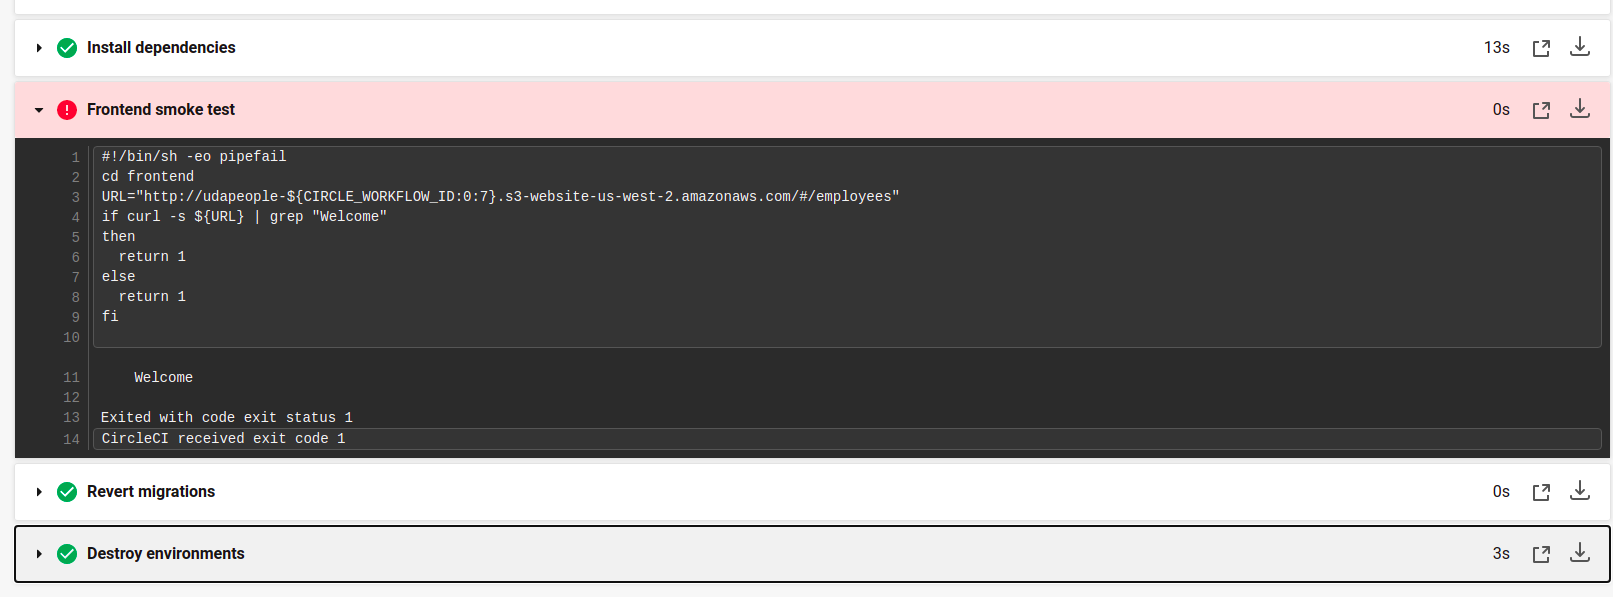 Install dependencies 13s
Frontend smoke test 0s
1 #!/bin/sh -eo pipefail
2 cd frontend
3 URL="http://udapeople-${CIRCLE_WORKFLOW_ID:0:7}.s3-website-us-west-2.amazonaws.com/#/employees"
4 if curl -s ${URL} | grep "Welcome"
5 then
6   return 1
7 else
8   return 1
9 fi
10
11     Welcome
12
13 Exited with code exit status 1
14 CircleCI received exit code 1
Revert migrations 0s
Destroy environments 3s